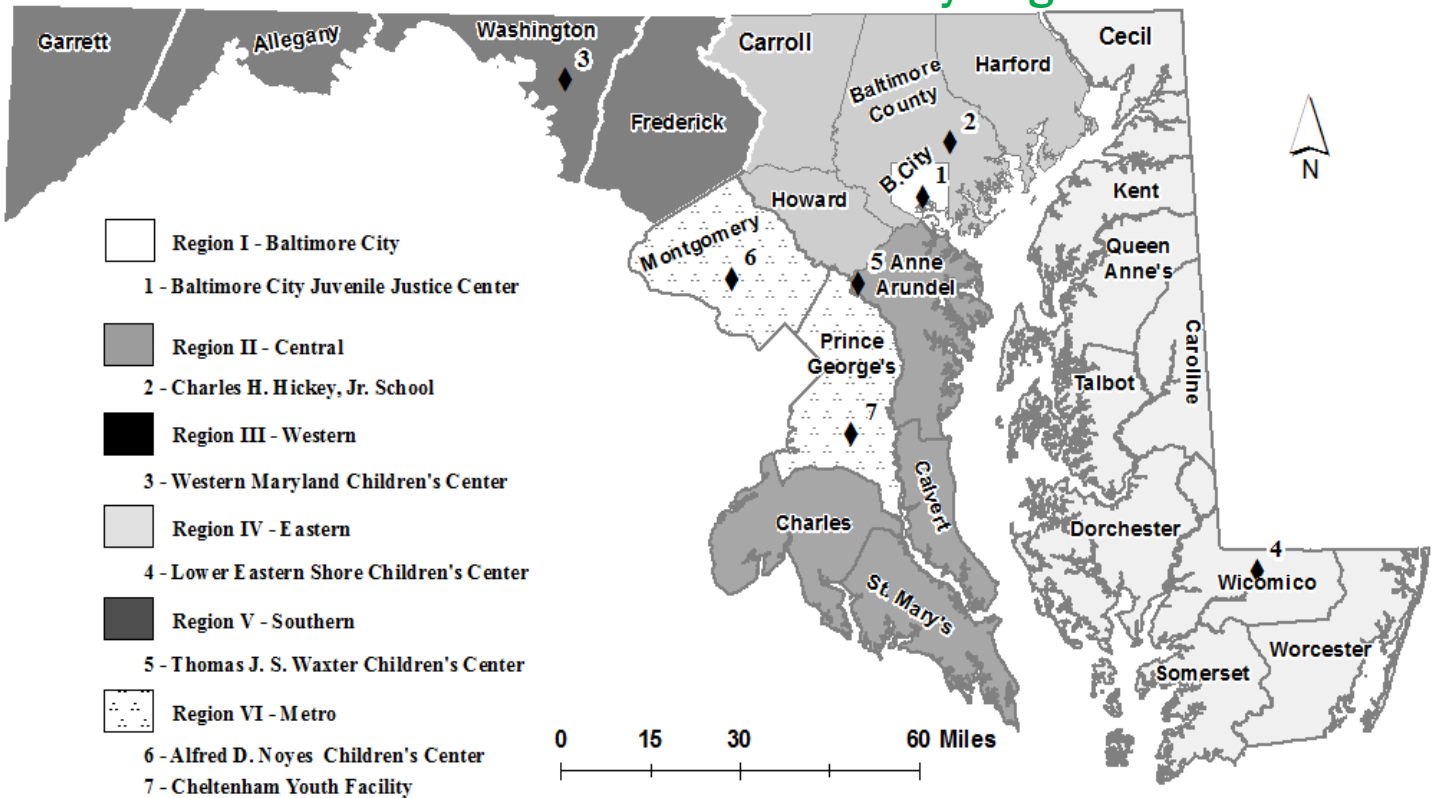 Garrett
Allegany
Washington
3
Frederick
Carroll
Baltimore
County
2
Harford
Cecil
B.City
1
Howard
Montgomery
6
5 Anne
Arundel
Prince
George's
7
Calvert
Charles
St. Mary's
Kent
Queen
Anne's
Caroline
Talbot
Dorchester
4
Wicomico
Worcester
Somerset
N
Region I - Baltimore City
1 - Baltimore City Juvenile Justice Center
Region II - Central
2 - Charles H. Hickey, Jr. School
Region III - Western
3 - Western Maryland Children's Center
Region IV - Eastern
4 - Lower Eastern Shore Children's Center
Region V - Southern
5 - Thomas J. S. Waxter Children's Center
Region VI - Metro
6 - Alfred D. Noyes Children's Center
7 - Cheltenham Youth Facility
0 15 30 60 Miles